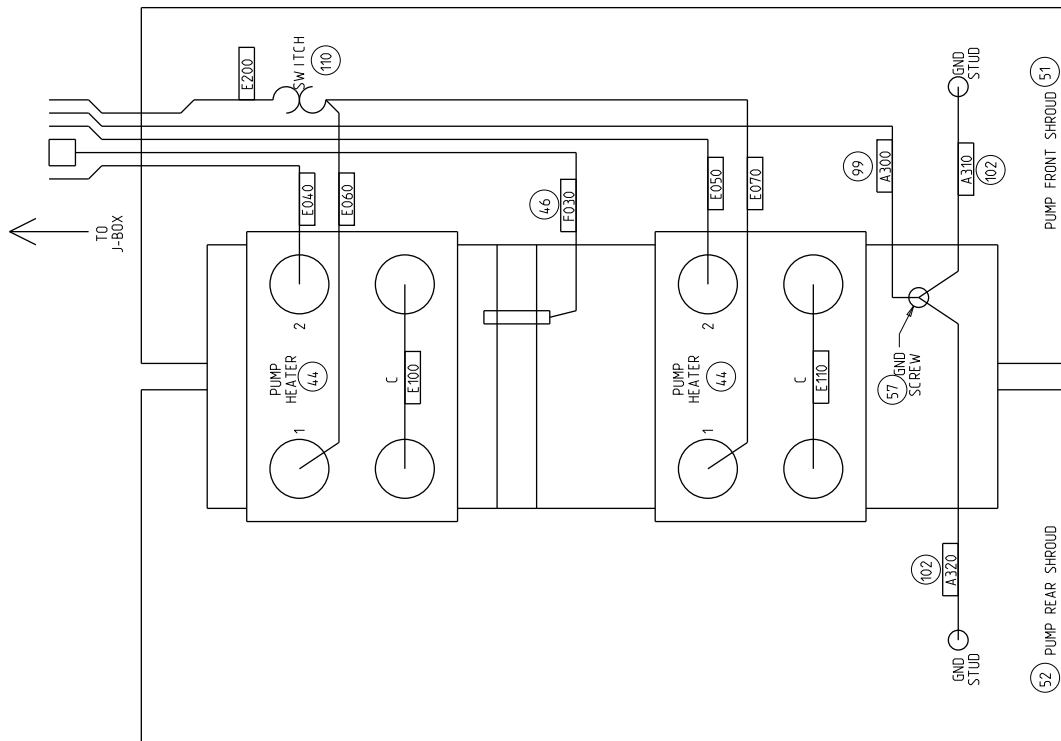 TO
J-BOX
E200
SWITCH
110
E040
E060
PUMP
HEATER
44
2
1
C
E100
46
F030
E050
E070
PUMP
HEATER
44
2
1
C
E110
99
A300
A310
102
GND
STUD
57
GND
SCREW
102
A320
GND
STUD
PUMP FRONT SHROUD 51
52 PUMP REAR SHROUD